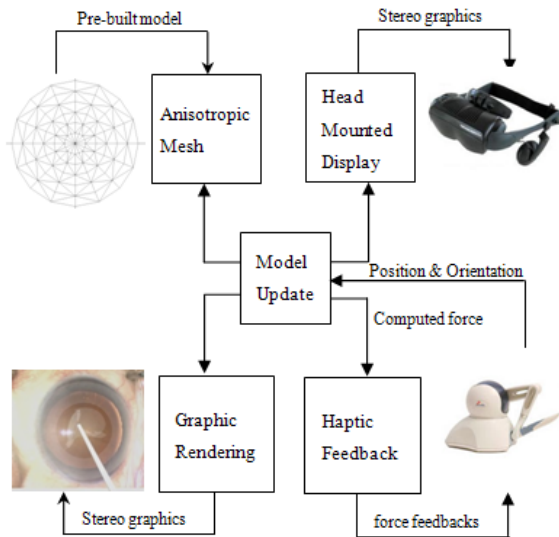 Pre-built model
Stereo graphics
Anisotropic
Mesh
Head
Mounted
Display
Model
Update
Position & Orientation
Computed force
Graphic
Rendering
Haptic
Feedback
Stereo graphics
force feedbacks